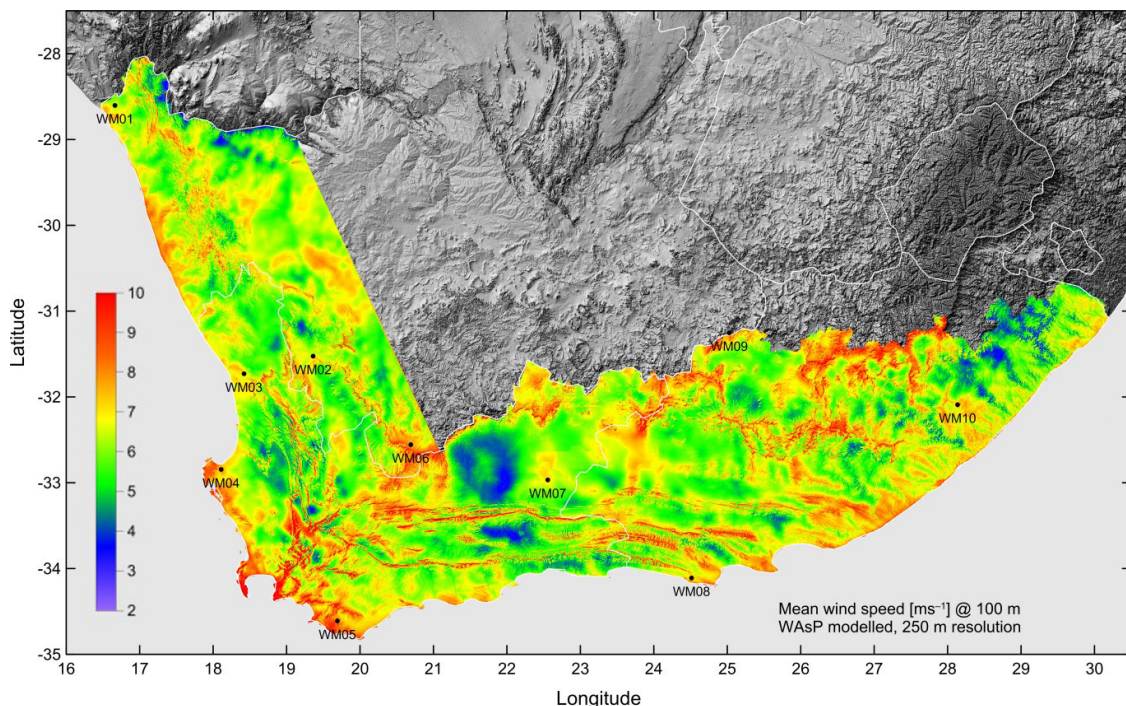 -28
-29
-30
-31
-32
-33
-34
-35
Latitude
10
9
8
7
6
5
4
3
2
WM01
WM02
WM03
WM04
WM05
WM06
WM07
WM08
WM09
WM10
Mean wind speed [ms⁻¹] @ 100 m
WAsP modelled, 250 m resolution
16 17 18 19 20 21 22 23 24 25 26 27 28 29 30
Longitude